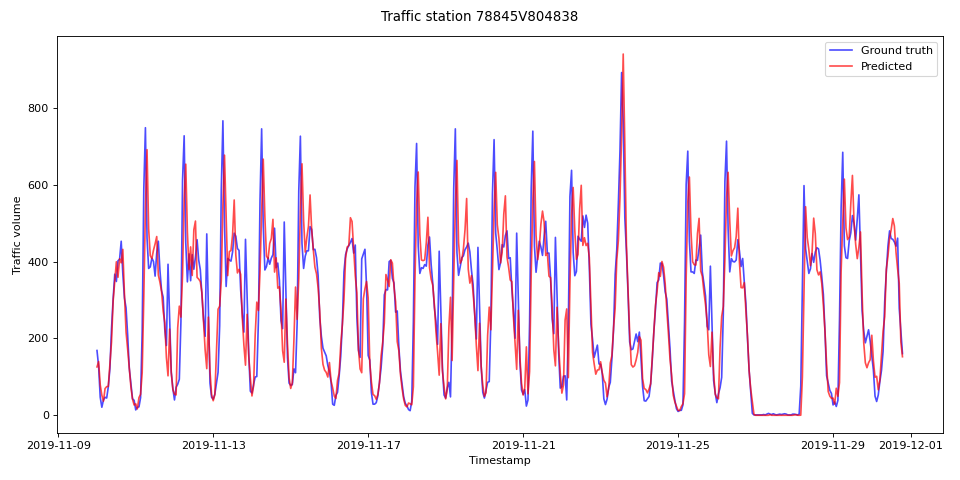 Traffic station 78845V804838
Ground truth
Predicted
Traffic volume
800
600
400
200
0
2019-11-09
2019-11-13
2019-11-17
2019-11-21
2019-11-25
2019-11-29
2019-12-01
Timestamp